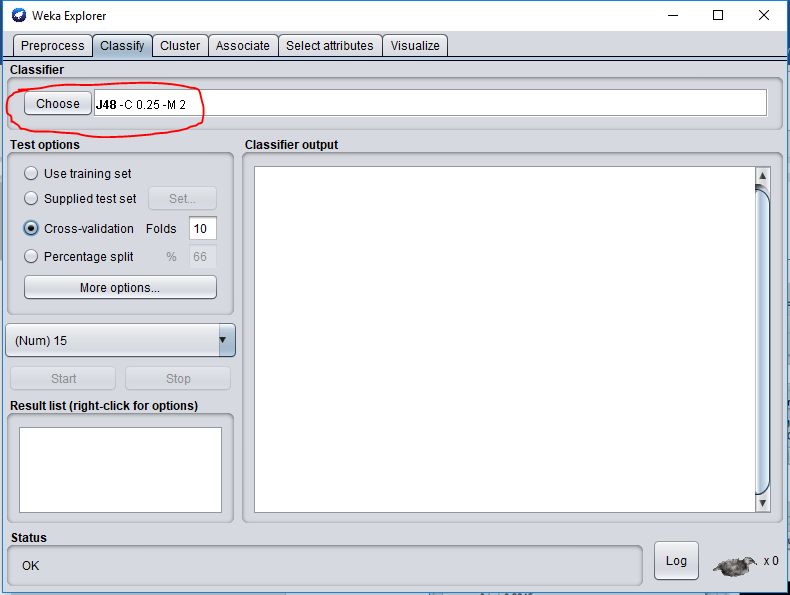 Weka Explorer
Preprocess Classify Cluster Associate Select attributes Visualize
Classifier
Choose J48 -C 0.25 -M 2
Test options
Use training set
Supplied test set Set...
Cross-validation Folds 10
Percentage split % 66
More options...
(Num) 15
Start Stop
Result list (right-click for options)
Classifier output
Status
OK
Log
x 0